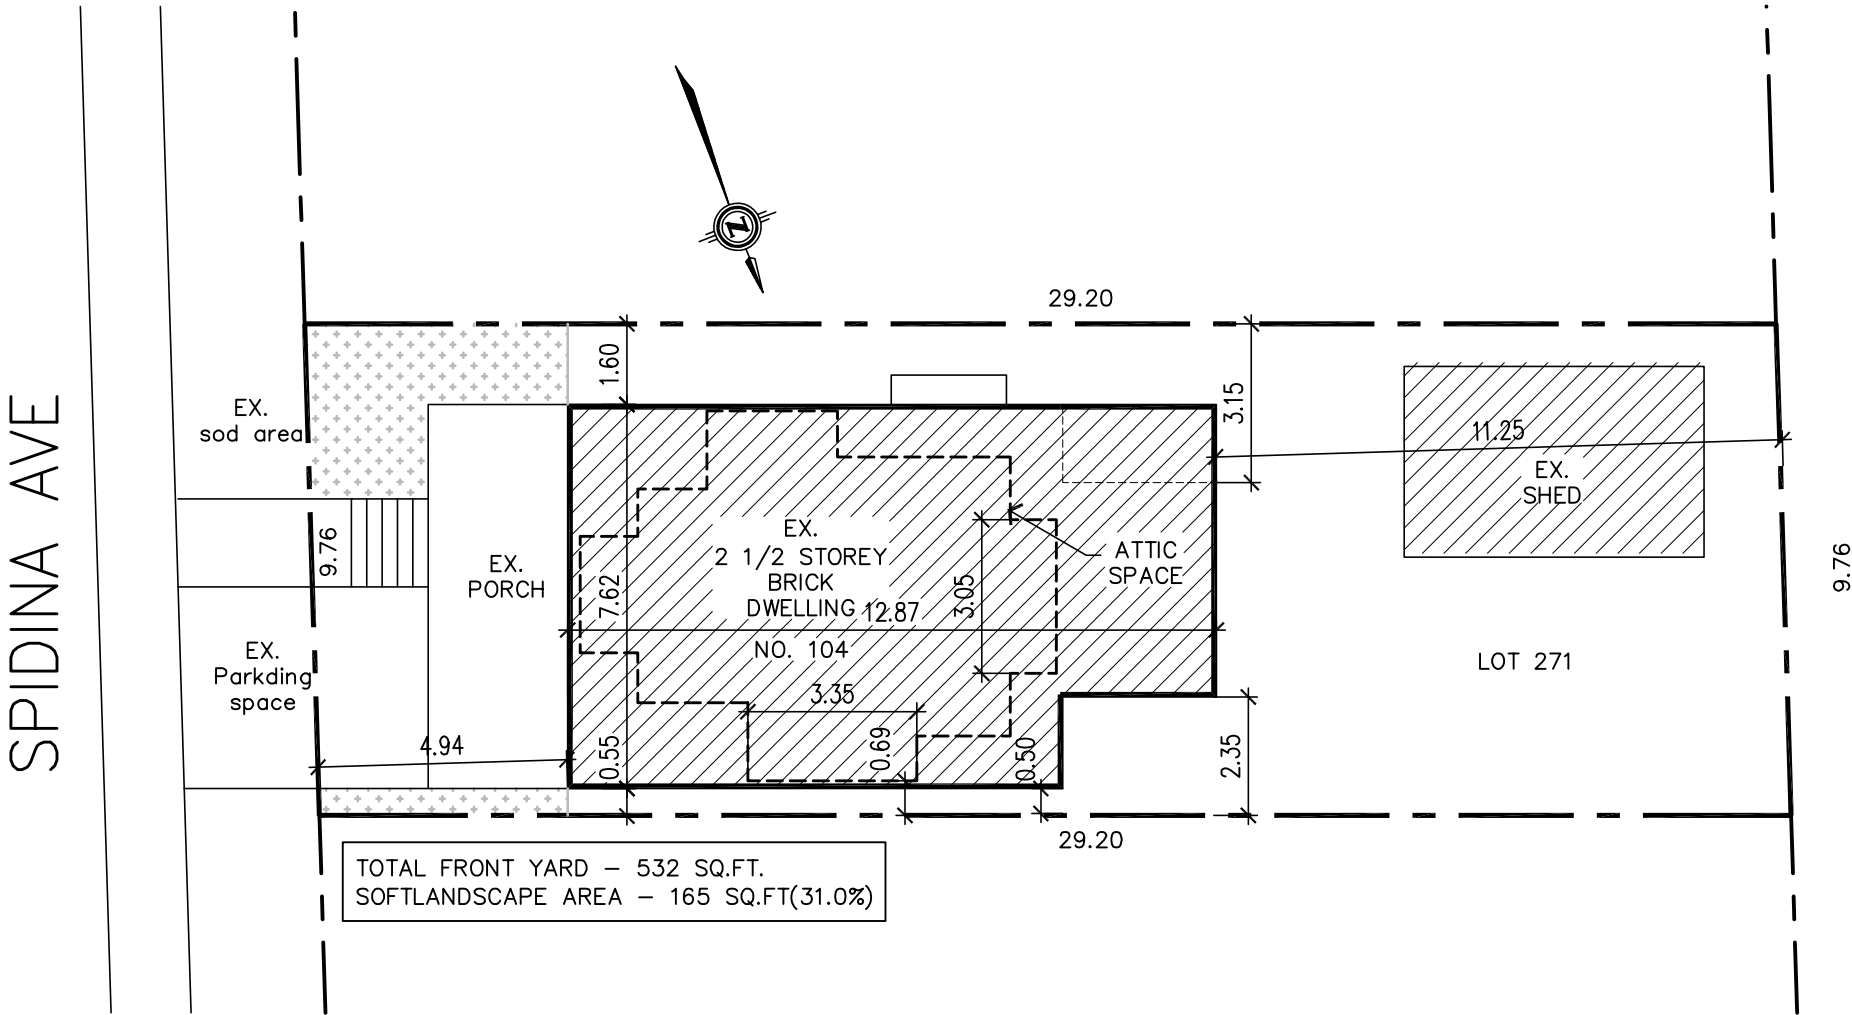 SPIDINA AVE
N
29.20
1.60
3.15
EX.
sod area
11.25
EX.
SHED
9.76
EX.
PORCH
7.62
EX.
2 1/2 STOREY
BRICK
DWELLING
12.87
NO. 104
3.05
ATTIC
SPACE
9.76
EX.
Parkding
space
LOT 271
3.35
4.94
0.55
0.69
0.50
2.35
29.20
TOTAL FRONT YARD – 532 SQ.FT.
SOFTLANDSCAPE AREA – 165 SQ.FT(31.0%)